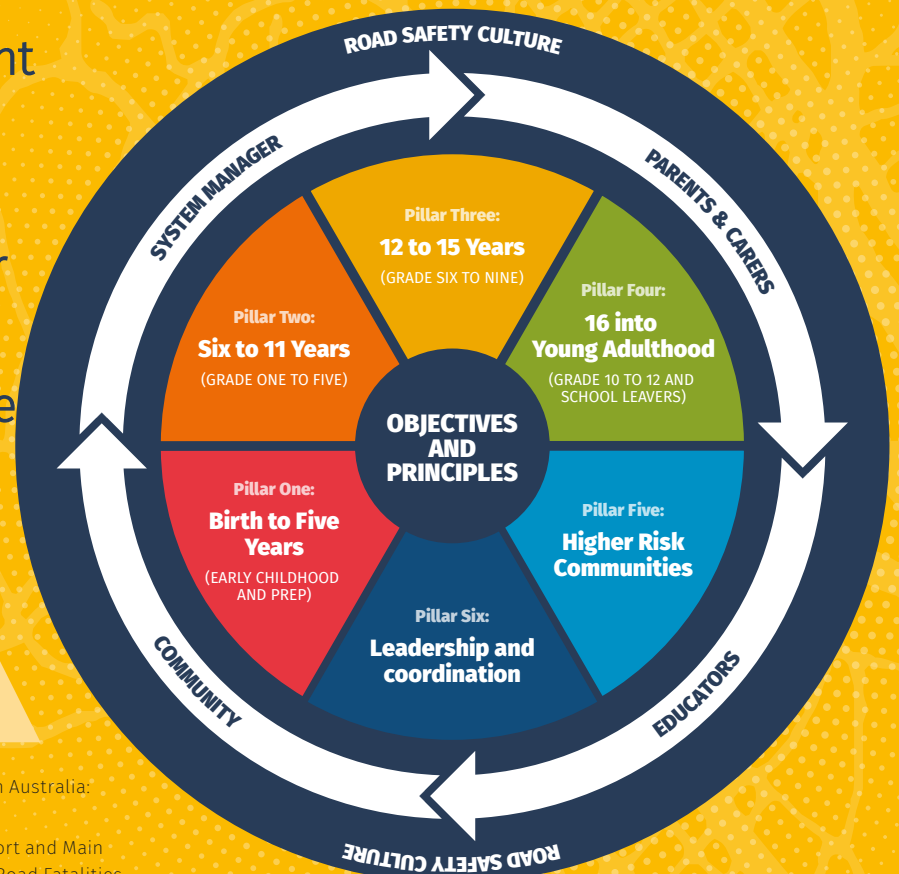 nt
r
e
ROAD SAFETY CULTURE
SYSTEM MANAGER
PARENTS & CARERS
Pillar Three:
12 to 15 Years
(GRADE SIX TO NINE)
Pillar Four:
16 into
Young Adulthood
(GRADE 10 TO 12 AND
SCHOOL LEAVERS)
Pillar Two:
Six to 11 Years
(GRADE ONE TO FIVE)
OBJECTIVES
AND
PRINCIPLES
Pillar One:
Birth to Five
Years
(EARLY CHILDHOOD
AND PREP)
Pillar Five:
Higher Risk
Communities
Pillar Six:
Leadership and
coordination
COMMUNITY
EDUCATORS
ROAD SAFETY CULTURE
n Australia:
ort and Main
Road Fatalities